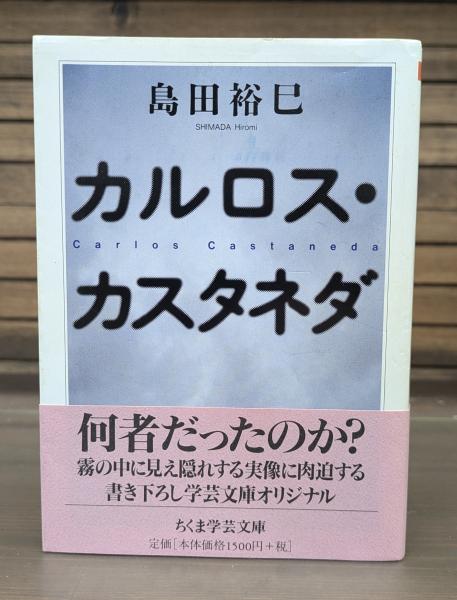 島田裕巳
SHIMADA Hiromi
カルロス・
Carlos Castaneda
カスタネダ
何者だったのか?
霧の中に見え隠れする実像に肉迫する
書き下ろし学芸文庫オリジナル
ちくま学芸文庫
定価[本体価格1500円+税]